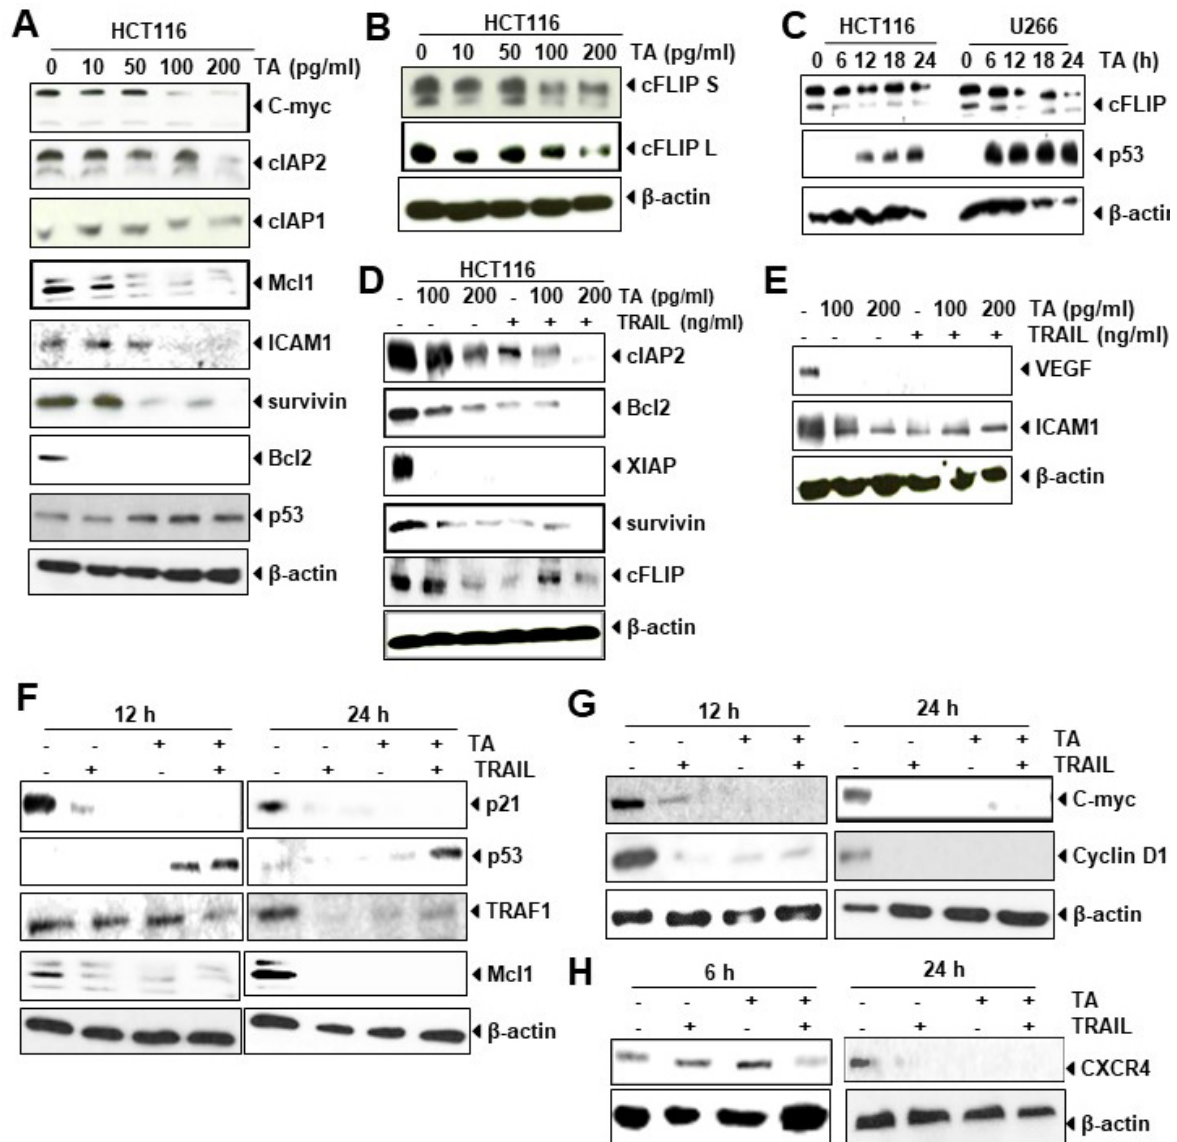 A
HCT116
0 10 50 100 200 TA (pg/ml)
C-myc
cIAP2
cIAP1
Mcl1
ICAM1
survivin
Bcl2
p53
β-actin
B
HCT116
0 10 50 100 200 TA (pg/ml)
cFLIP S
cFLIP L
β-actin
C
HCT116 U266
0 6 12 18 24 0 6 12 18 24 TA (h)
cFLIP
p53
β-actin
D
HCT116
- 100 200 - 100 200 TA (pg/ml)
- - - + + + TRAIL (ng/ml)
cIAP2
Bcl2
XIAP
survivin
cFLIP
β-actin
E
- 100 200 - 100 200 TA (pg/ml)
- - - + + + TRAIL (ng/ml)
VEGF
ICAM1
β-actin
F
12 h 24 h
- - + + - - + + TA
- + - + - + - + TRAIL
p21
p53
TRAF1
Mcl1
β-actin
G
12 h 24 h
- - + + - - + + TA
- + - + - + - + TRAIL
C-myc
Cyclin D1
β-actin
H
6 h 24 h
- - + + - - + + TA
- + - + - + - + TRAIL
CXCR4
β-actin